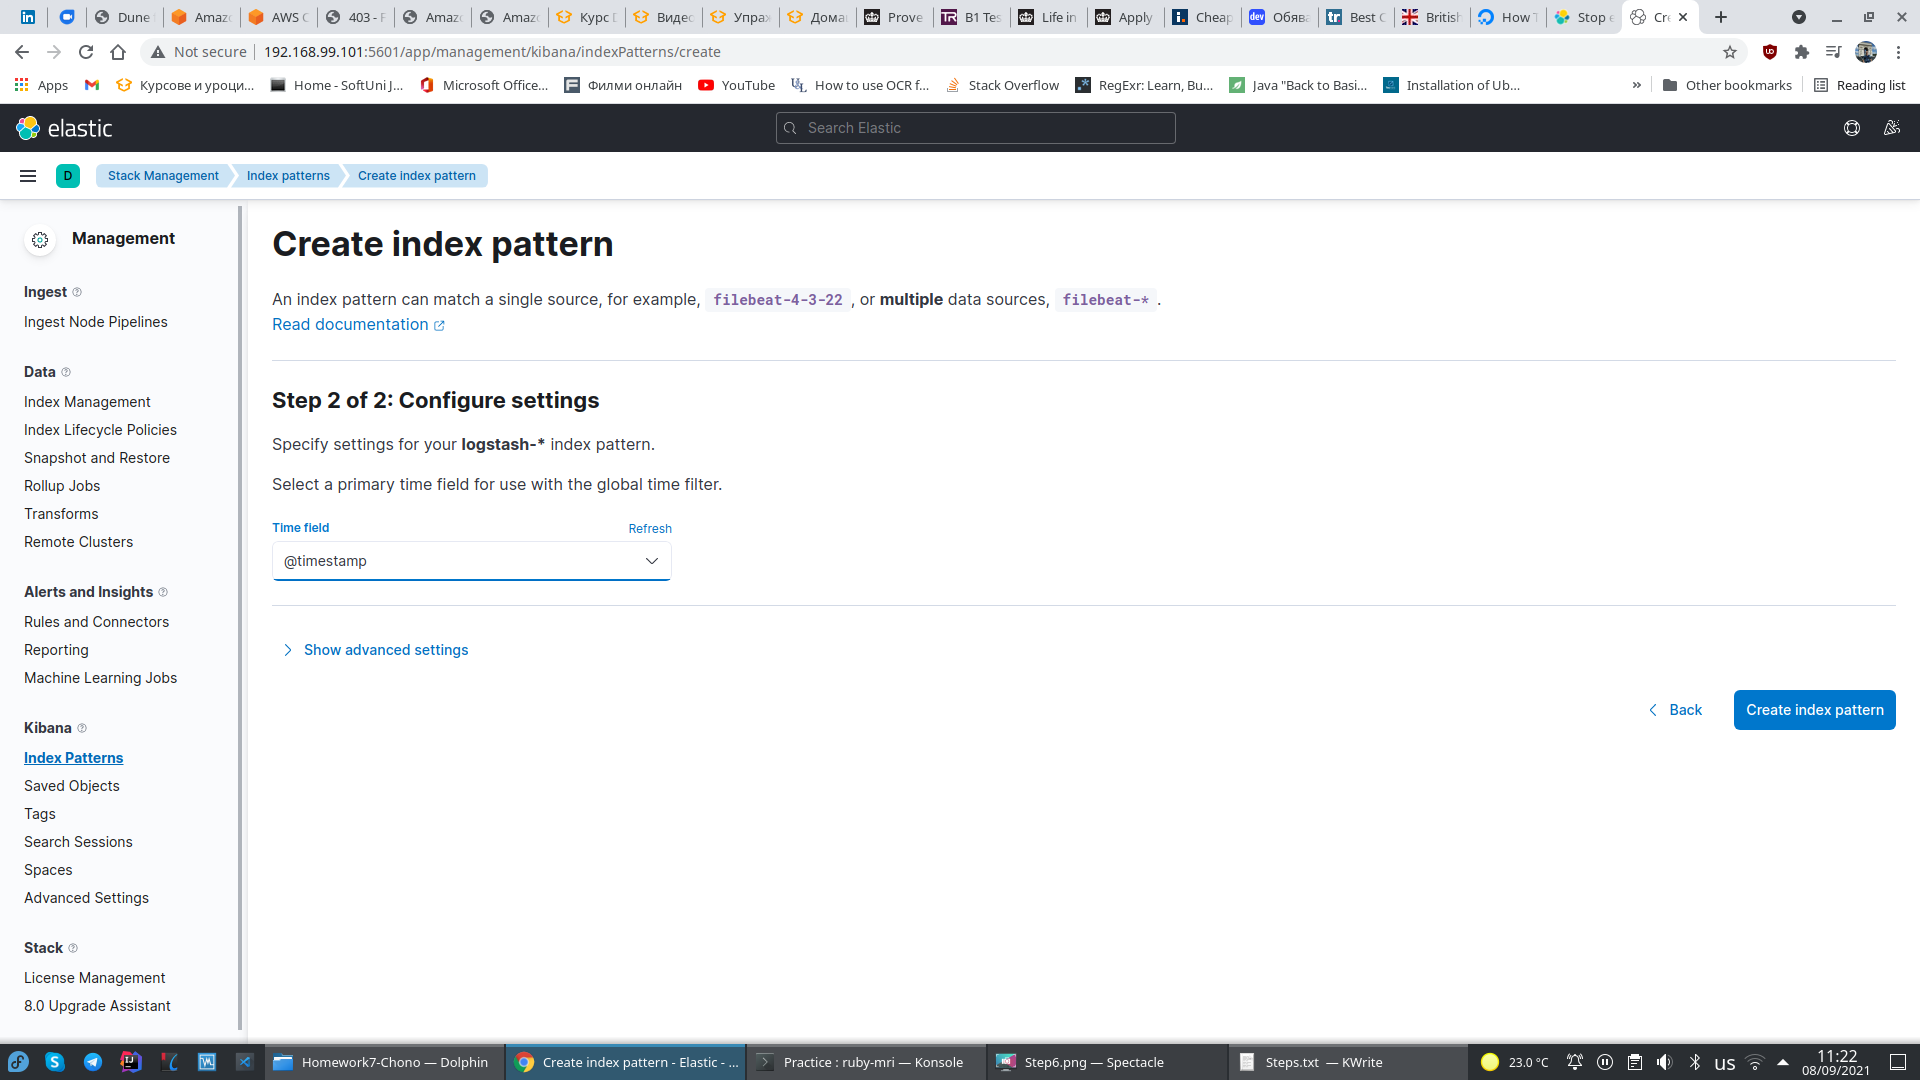 Dune
Amazo
AWS C
403 - F
Amazo
Amazo
Курс D
Видео
Упраж
Домаш
Prove
B1 Tes
Life in
Apply
Cheap
Обява
Best C
British
How T
Stop e
Cre
Not secure 192.168.99.101:5601/app/management/kibana/indexPatterns/create
Apps Курсове и уроци... Home - SoftUni J... Microsoft Office... Филми онлайн YouTube How to use OCR f... Stack Overflow RegExr: Learn, Bu... Java "Back to Basi... Installation of Ub... » Other bookmarks Reading list
elastic Search Elastic
D Stack Management Index patterns Create index pattern
Management
Ingest
Ingest Node Pipelines
Data
Index Management
Index Lifecycle Policies
Snapshot and Restore
Rollup Jobs
Transforms
Remote Clusters
Alerts and Insights
Rules and Connectors
Reporting
Machine Learning Jobs
Kibana
Index Patterns
Saved Objects
Tags
Search Sessions
Spaces
Advanced Settings
Stack
License Management
8.0 Upgrade Assistant
Create index pattern
An index pattern can match a single source, for example, filebeat-4-3-22 , or multiple data sources, filebeat-* .
Read documentation
Step 2 of 2: Configure settings
Specify settings for your logstash-* index pattern.
Select a primary time field for use with the global time filter.
Time field Refresh
@timestamp
Show advanced settings
Back Create index pattern
Homework7-Chono — Dolphin Create index pattern - Elastic - ... Practice : ruby-mri — Konsole Step6.png — Spectacle Steps.txt — KWrite 23.0 °C us 11:22
08/09/2021